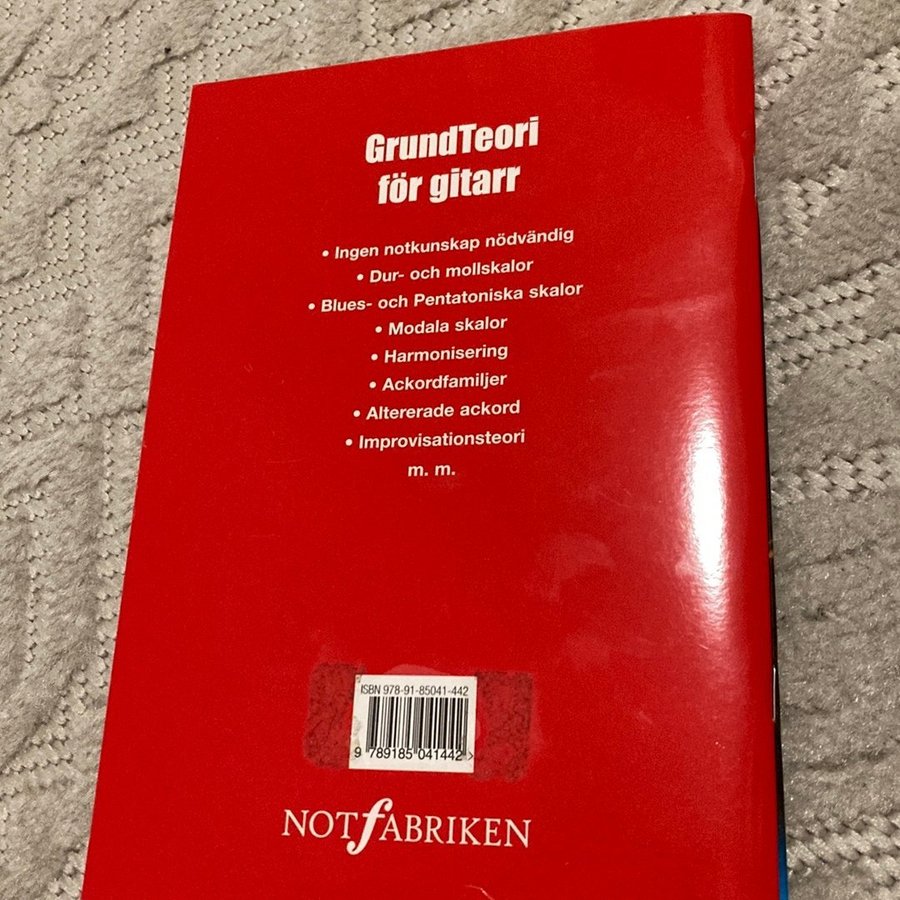 GrundTeori
för gitarr
• Ingen notkunskap nödvändig
• Dur- och mollskalor
• Blues- och Pentatoniska skalor
• Modala skalor
• Harmonisering
• Ackordfamiljer
• Altererade ackord
• Improvisationsteori
m. m.
ISBN 978-91-85041-442
9 789185 041442 >
NOTfABRIKEN